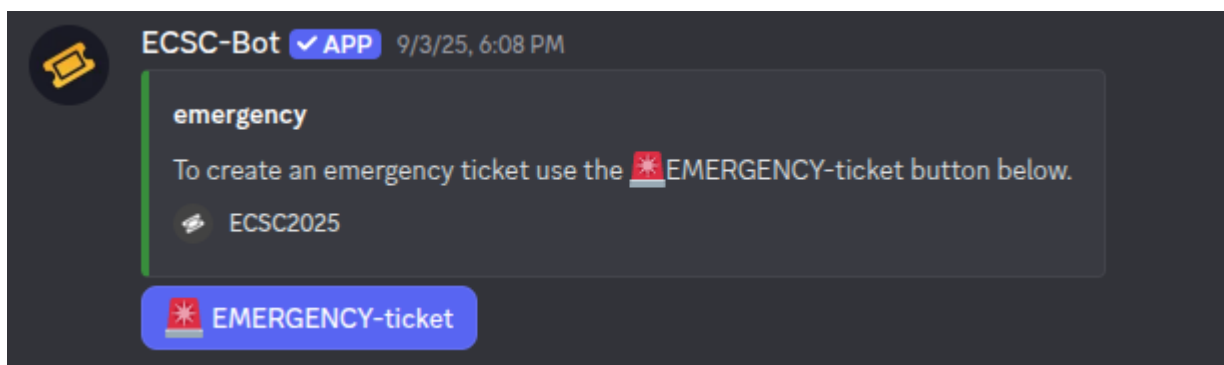 ECSC-Bot ✓ APP 9/3/25, 6:08 PM
emergency
To create an emergency ticket use the 🚨EMERGENCY-ticket button below.
ECSC2025
🚨 EMERGENCY-ticket